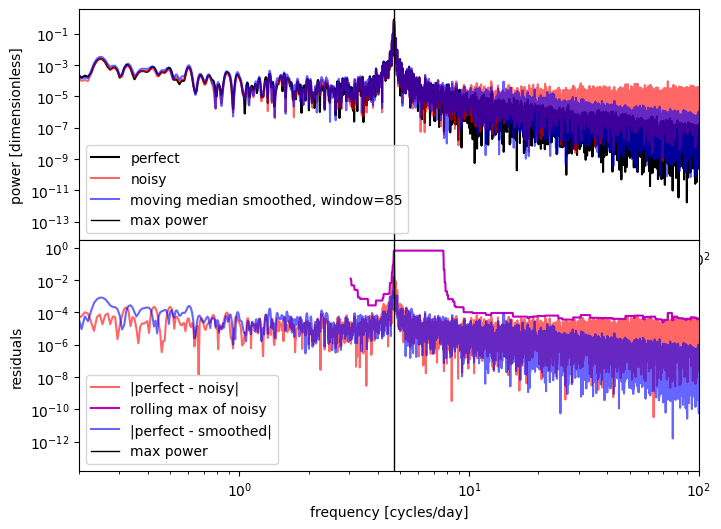 10⁻¹
10⁻³
10⁻⁵
10⁻⁷
10⁻⁹
10⁻¹¹
10⁻¹³
power [dimensionless]
perfect
noisy
moving median smoothed, window=85
max power
10⁰
10⁻²
10⁻⁴
10⁻⁶
10⁻⁸
10⁻¹⁰
10⁻¹²
residuals
|perfect - noisy|
rolling max of noisy
|perfect - smoothed|
max power
10⁰
10¹
10²
frequency [cycles/day]